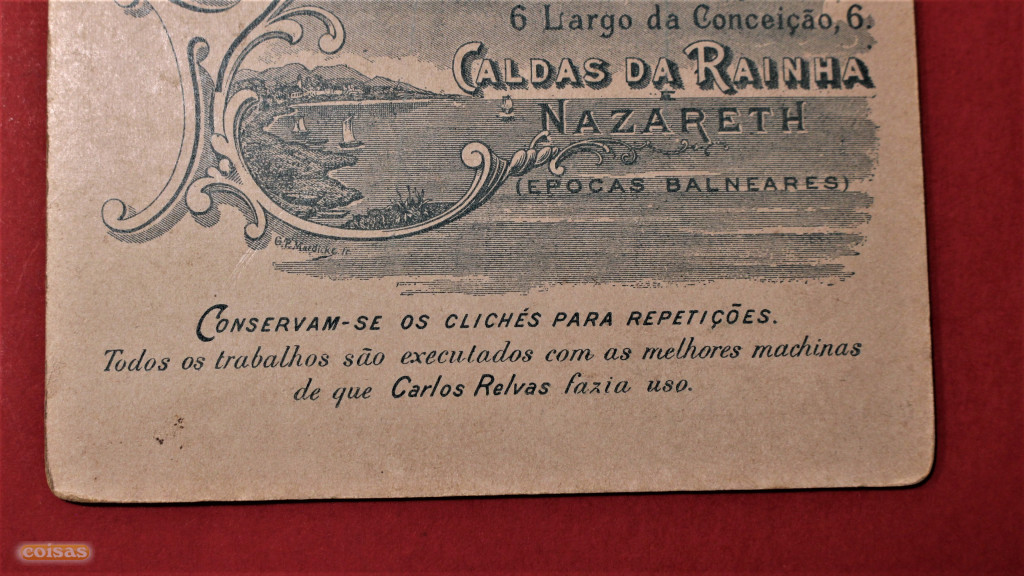 6 Largo da Conceição, 6.
CALDAS DA RAINHA
E
NAZARETH
(EPOCAS BALNEARES)
CONSERVAM-SE OS CLICHÉS PARA REPETIÇÕES.
Todos os trabalhos são executados com as melhores machinas
de que Carlos Relvas fazia uso.
coisas